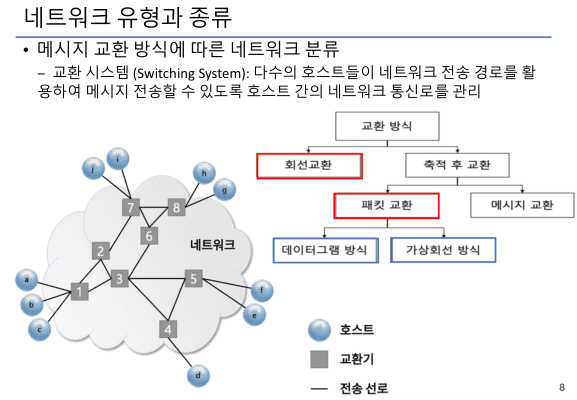 네트워크 유형과 종류
• 메시지 교환 방식에 따른 네트워크 분류
– 교환 시스템 (Switching System): 다수의 호스트들이 네트워크 전송 경로를 활
용하여 메시지 전송할 수 있도록 호스트 간의 네트워크 통신로를 관리
교환 방식
회선교환
축적 후 교환
패킷 교환
메시지 교환
데이터그램 방식
가상회선 방식
i
j
h
g
7
8
6
네트워크
2
a
1
3
5
f
b
e
c
4
d
호스트
교환기
전송 선로
8